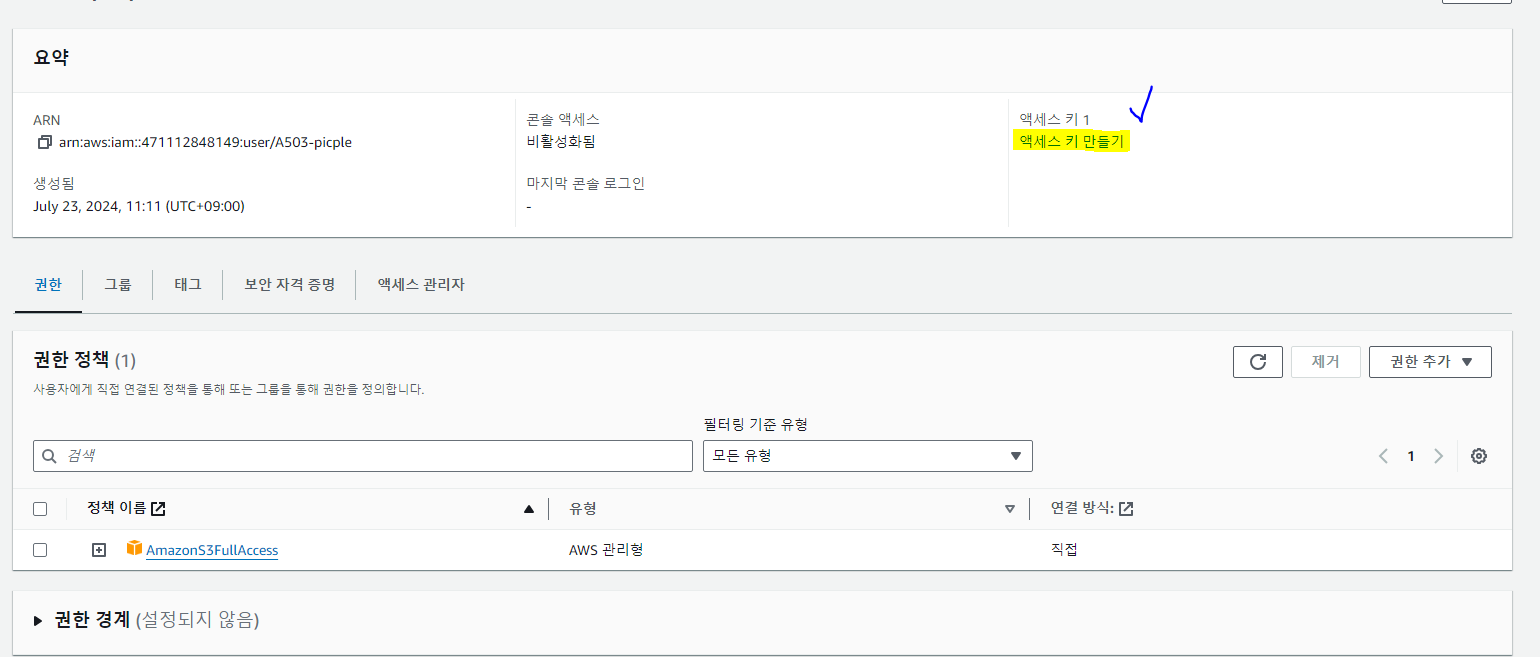 요약
ARN
콘솔 액세스
액세스 키 1
arn:aws:iam::471112848149:user/A503-picple
비활성화됨
액세스 키 만들기
생성됨
마지막 콘솔 로그인
July 23, 2024, 11:11 (UTC+09:00)
-
권한
그룹
태그
보안 자격 증명
액세스 관리자
권한 정책 (1)
제거
권한 추가
사용자에게 직접 연결된 정책을 통해 또는 그룹을 통해 권한을 정의합니다.
필터링 기준 유형
검색
모든 유형
1
정책 이름
유형
연결 방식:
AmazonS3FullAccess
AWS 관리형
직접
권한 경계 (설정되지 않음)